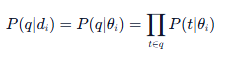 P(q|d_i) = P(q|θ_i) = ∏_{t∈q} P(t|θ_i)